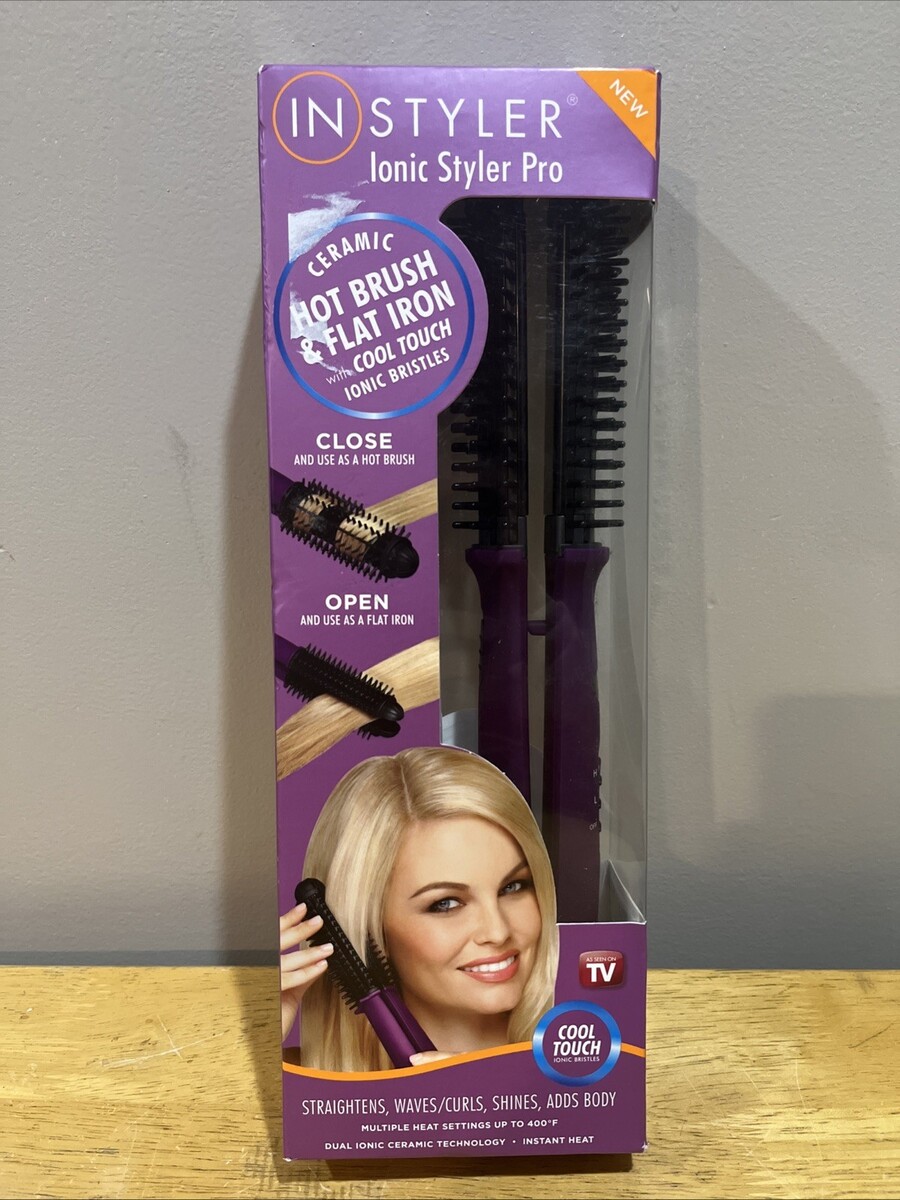 INSTYLER®
NEW
Ionic Styler Pro
CERAMIC
HOT BRUSH
& FLAT IRON
with COOL TOUCH
IONIC BRISTLES
CLOSE
AND USE AS A HOT BRUSH
OPEN
AND USE AS A FLAT IRON
H
L
OFF
AS SEEN ON
TV
COOL
TOUCH
IONIC BRISTLES
STRAIGHTENS, WAVES/CURLS, SHINES, ADDS BODY
MULTIPLE HEAT SETTINGS UP TO 400°F
DUAL IONIC CERAMIC TECHNOLOGY • INSTANT HEAT